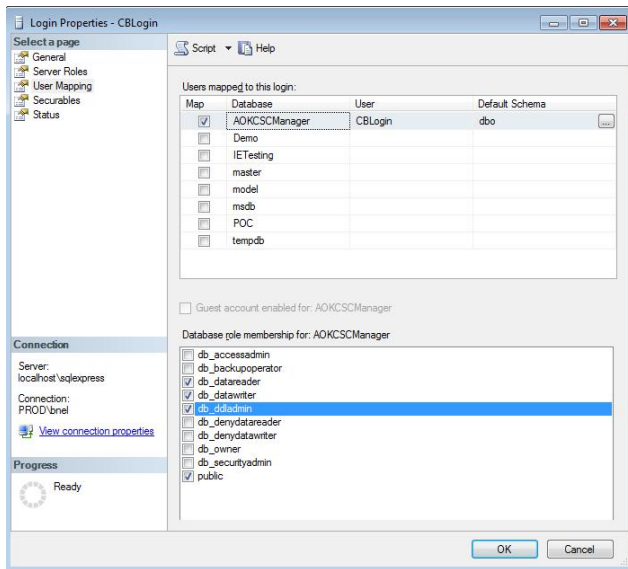 Login Properties - CBLogin
Select a page
General
Server Roles
User Mapping
Securables
Status
Script
Help
Users mapped to this login:
Map Database User Default Schema
AOKCSCManager CBLogin dbo ...
Demo
IETesting
master
model
msdb
POC
tempdb
Guest account enabled for: AOKCSCManager
Database role membership for: AOKCSCManager
db_accessadmin
db_backupoperator
db_datareader
db_datawriter
db_ddladmin
db_denydatareader
db_denydatawriter
db_owner
db_securityadmin
public
Connection
Server:
localhost\sqlexpress
Connection:
PROD\bnel
View connection properties
Progress
Ready
OK Cancel